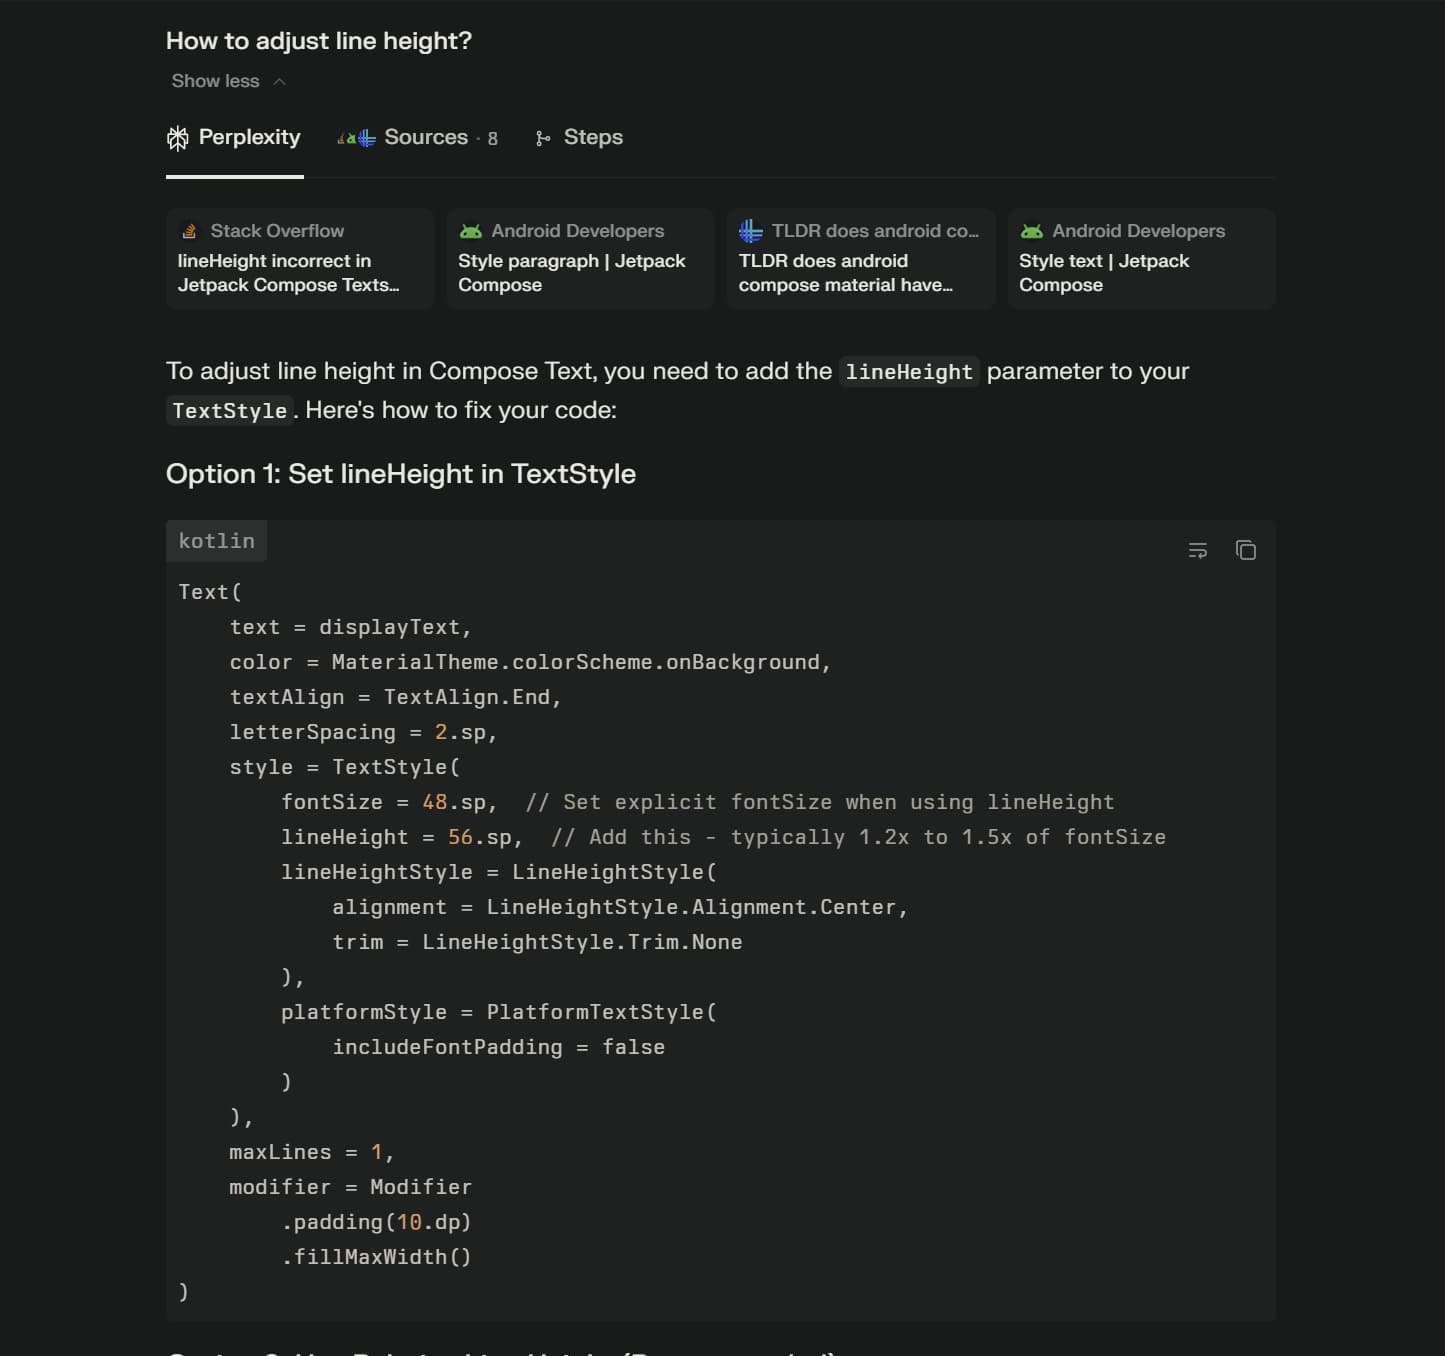 How to adjust line height?
Show less
Perplexity Sources · 8 Steps
Stack Overflow
lineHeight incorrect in
Jetpack Compose Texts...
Android Developers
Style paragraph | Jetpack
Compose
TLDR does android co...
TLDR does android
compose material have...
Android Developers
Style text | Jetpack
Compose
To adjust line height in Compose Text, you need to add the lineHeight parameter to your
TextStyle. Here's how to fix your code:
Option 1: Set lineHeight in TextStyle
kotlin
Text(
    text = displayText,
    color = MaterialTheme.colorScheme.onBackground,
    textAlign = TextAlign.End,
    letterSpacing = 2.sp,
    style = TextStyle(
        fontSize = 48.sp,  // Set explicit fontSize when using lineHeight
        lineHeight = 56.sp,  // Add this - typically 1.2x to 1.5x of fontSize
        lineHeightStyle = LineHeightStyle(
            alignment = LineHeightStyle.Alignment.Center,
            trim = LineHeightStyle.Trim.None
        ),
        platformStyle = PlatformTextStyle(
            includeFontPadding = false
        )
    ),
    maxLines = 1,
    modifier = Modifier
        .padding(10.dp)
        .fillMaxWidth()
)